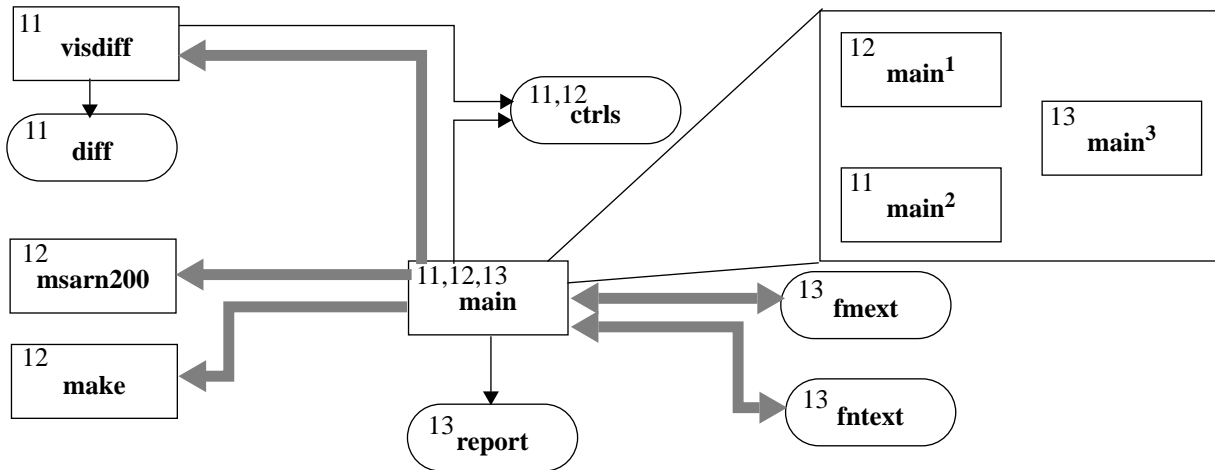 11
visdiff
11
diff
11,12
ctrls
12
main¹
13
main³
11
main²
12
msarn200
11,12,13
main
13
fmext
12
make
13
report
13
fntext